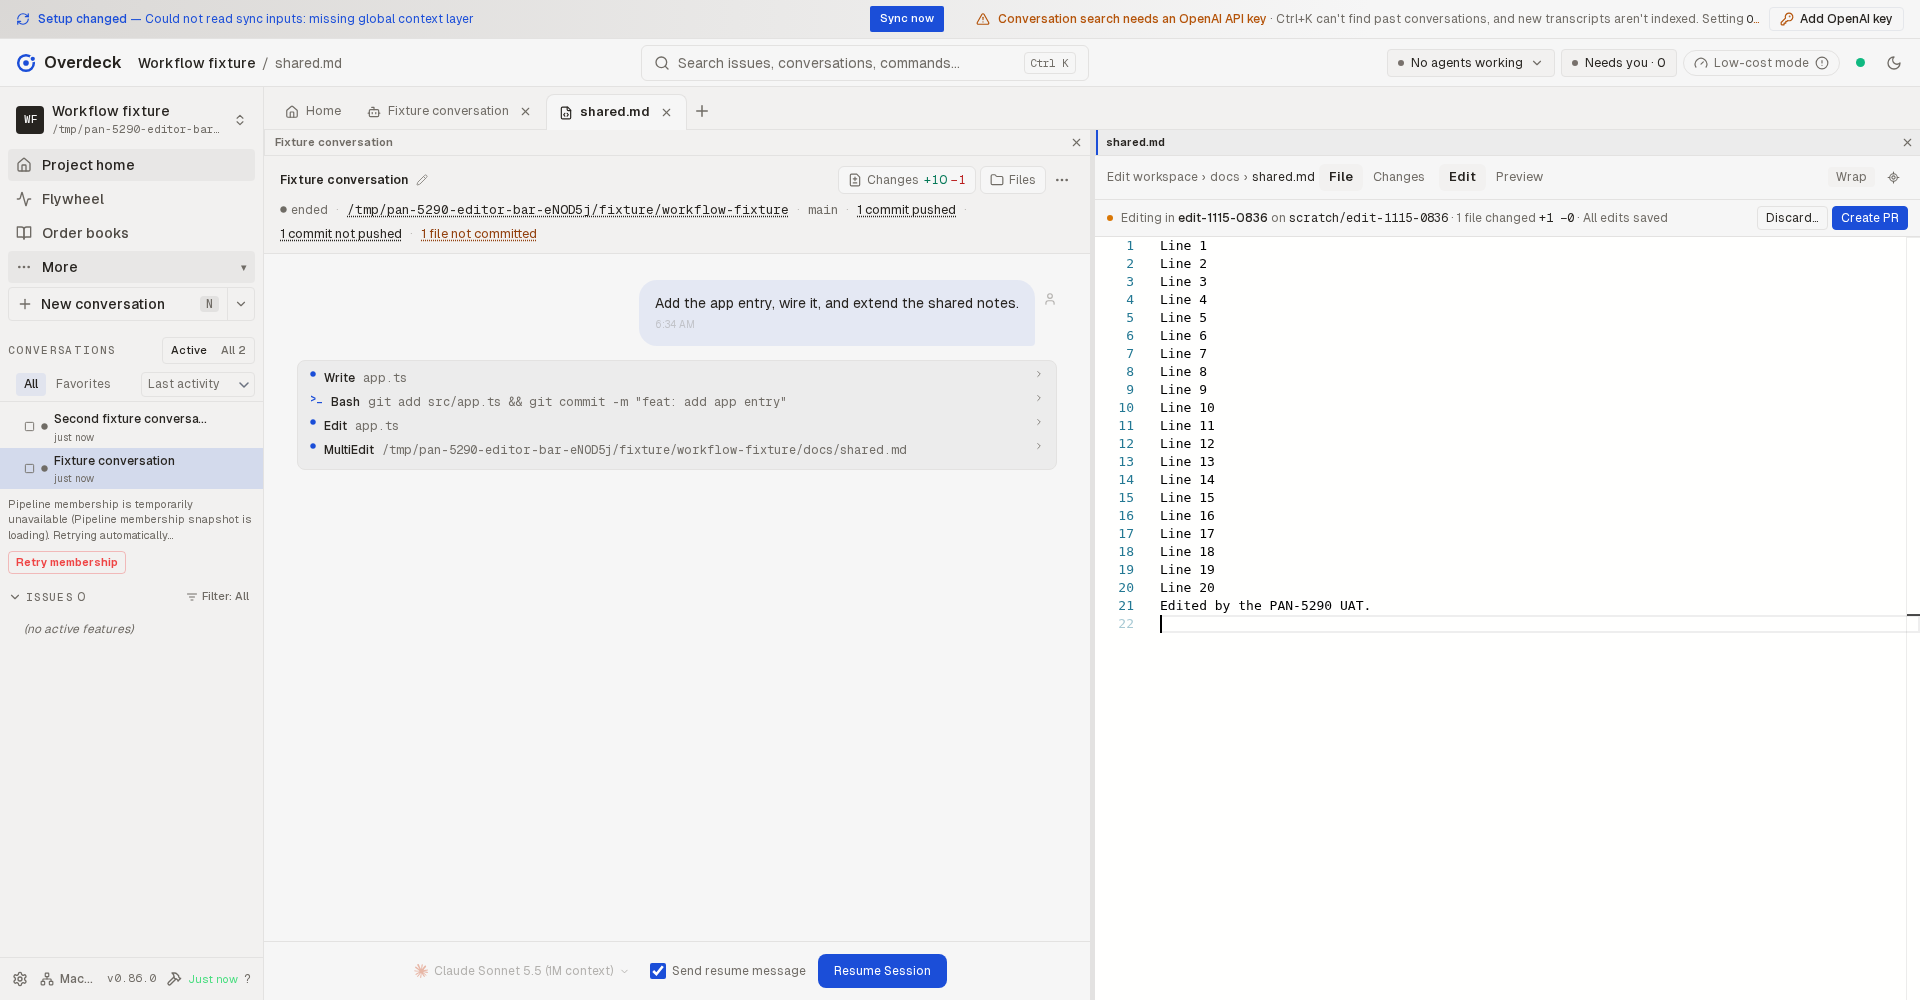 Setup changed — Could not read sync inputs: missing global context layer
Sync now
Conversation search needs an OpenAI API key · Ctrl+K can't find past conversations, and new transcripts aren't indexed. Setting O…
Add OpenAI key
Overdeck
Workflow fixture / shared.md
Search issues, conversations, commands...
Ctrl K
No agents working
Needs you · 0
Low-cost mode
WF
Workflow fixture
/tmp/pan-5290-editor-bar…
Project home
Flywheel
Order books
More
New conversation
N
CONVERSATIONS
Active
All 2
All
Favorites
Last activity
Second fixture conversa...
just now
Fixture conversation
just now
Pipeline membership is temporarily
unavailable (Pipeline membership snapshot is
loading). Retrying automatically…
Retry membership
ISSUES 0
Filter: All
(no active features)
Mac...
v0.86.0
Just now
?
Home
Fixture conversation
shared.md
Fixture conversation
Fixture conversation
Changes +10 −1
Files
ended · /tmp/pan-5290-editor-bar-eNOD5j/fixture/workflow-fixture · main · 1 commit pushed ·
1 commit not pushed · 1 file not committed
Add the app entry, wire it, and extend the shared notes.
6:34 AM
Write app.ts
Bash git add src/app.ts && git commit -m "feat: add app entry"
Edit app.ts
MultiEdit /tmp/pan-5290-editor-bar-eNOD5j/fixture/workflow-fixture/docs/shared.md
Claude Sonnet 5.5 (1M context)
Send resume message
Resume Session
shared.md
Edit workspace › docs › shared.md
File
Changes
Edit
Preview
Wrap
Editing in edit-1115-0836 on scratch/edit-1115-0836 · 1 file changed +1 −0 · All edits saved
Discard…
Create PR
1 Line 1
2 Line 2
3 Line 3
4 Line 4
5 Line 5
6 Line 6
7 Line 7
8 Line 8
9 Line 9
10 Line 10
11 Line 11
12 Line 12
13 Line 13
14 Line 14
15 Line 15
16 Line 16
17 Line 17
18 Line 18
19 Line 19
20 Line 20
21 Edited by the PAN-5290 UAT.
22